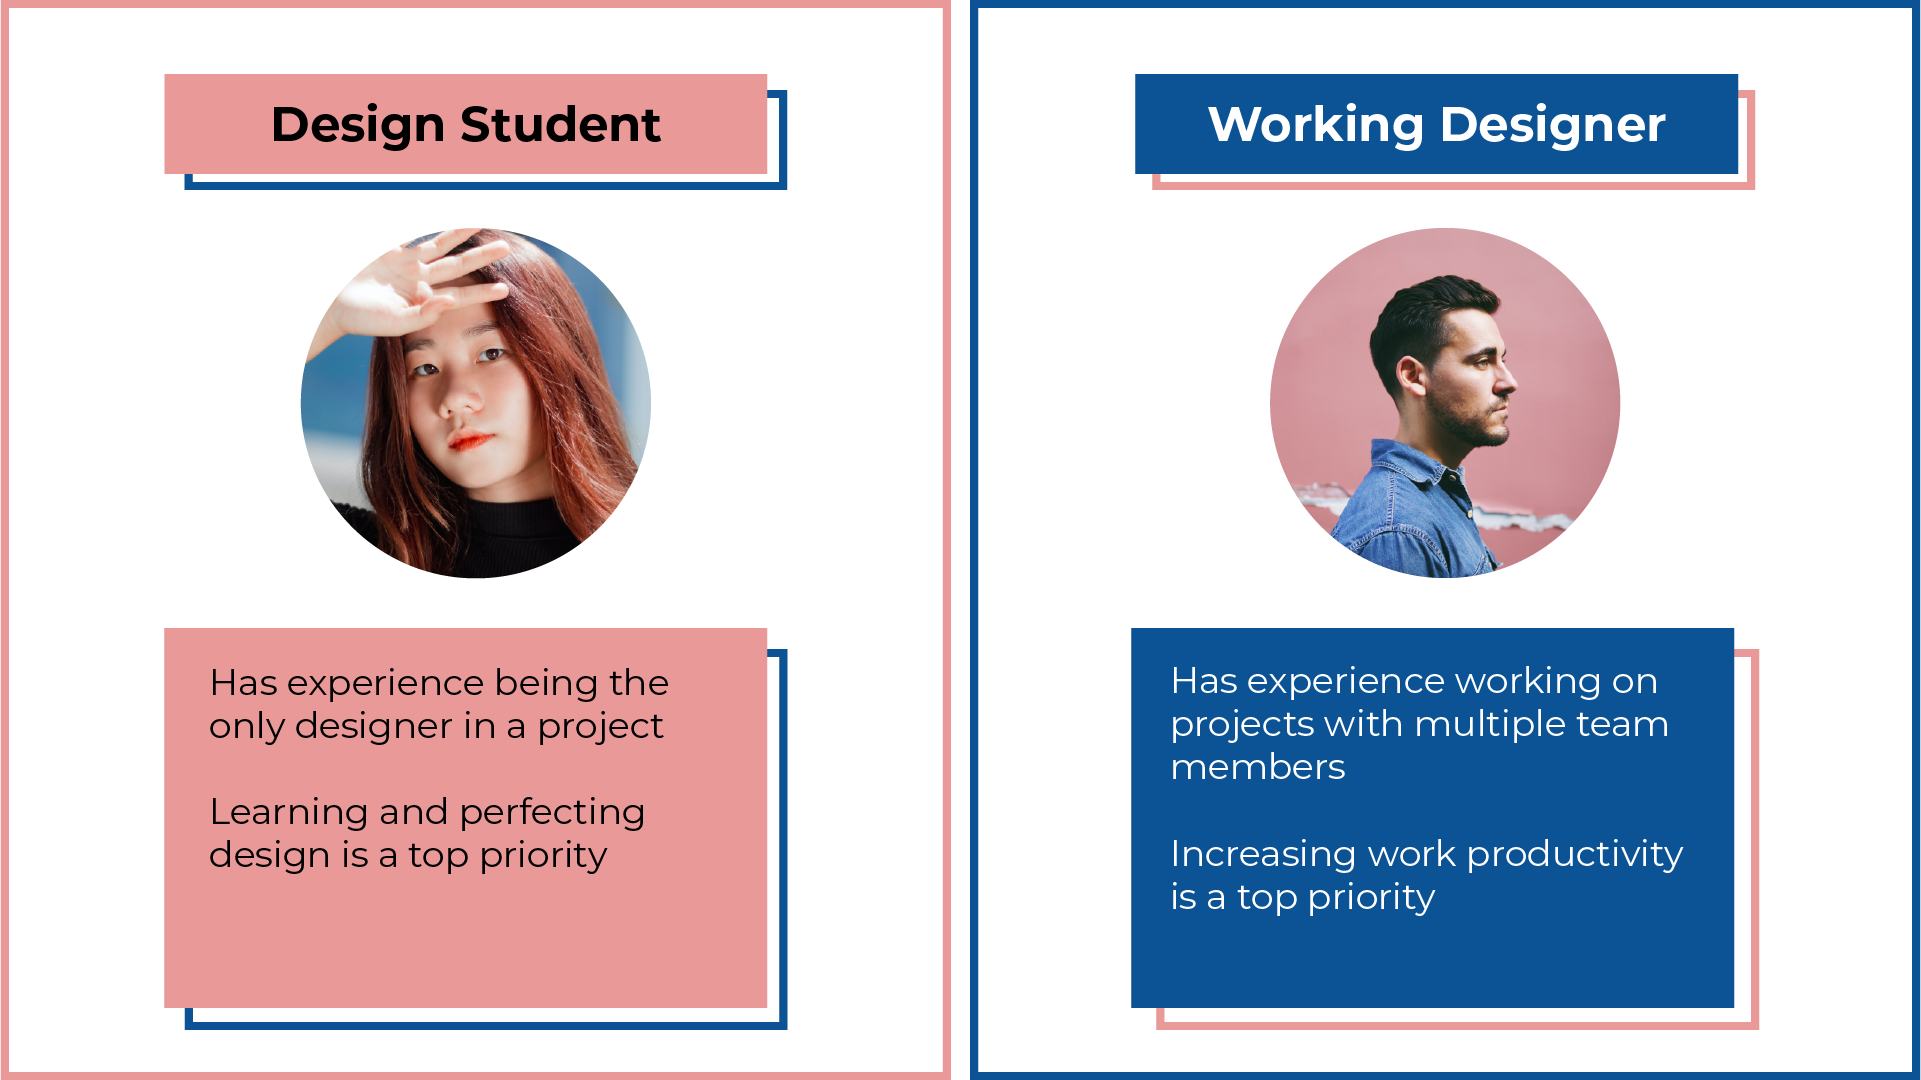 Design Student
Has experience being the
only designer in a project
Learning and perfecting
design is a top priority
Working Designer
Has experience working on
projects with multiple team
members
Increasing work productivity
is a top priority